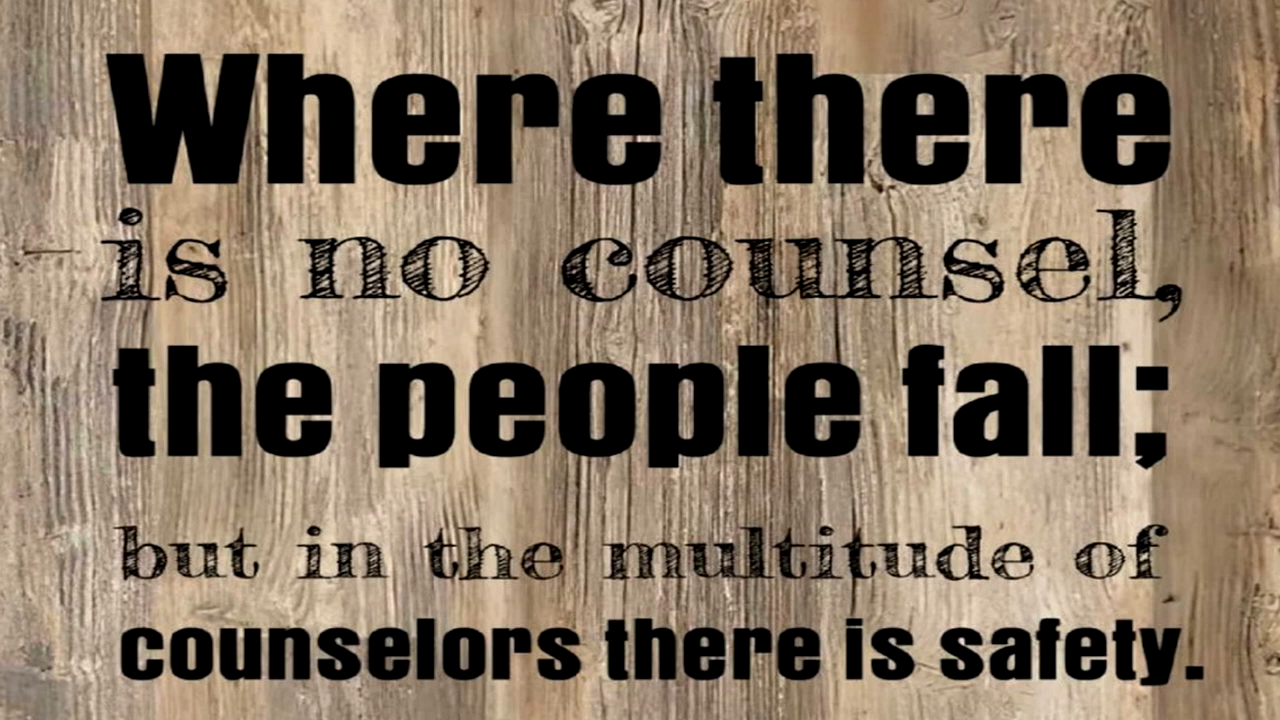 Where there
is no counsel,
the people fall;
but in the multitude of
counselors there is safety.